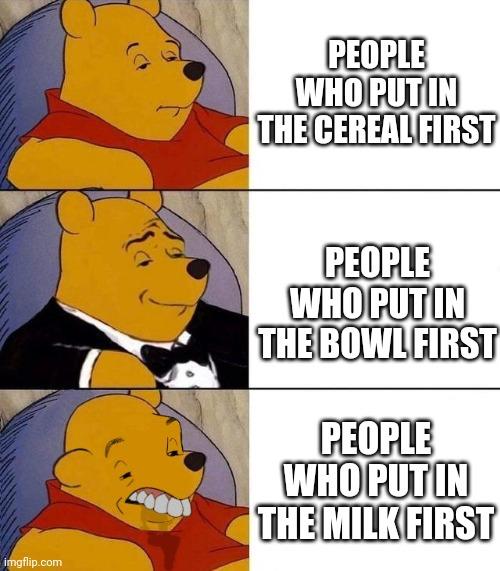 PEOPLE
WHO PUT IN
THE CEREAL FIRST
PEOPLE
WHO PUT IN
THE BOWL FIRST
PEOPLE
WHO PUT IN
THE MILK FIRST
imgflip.com